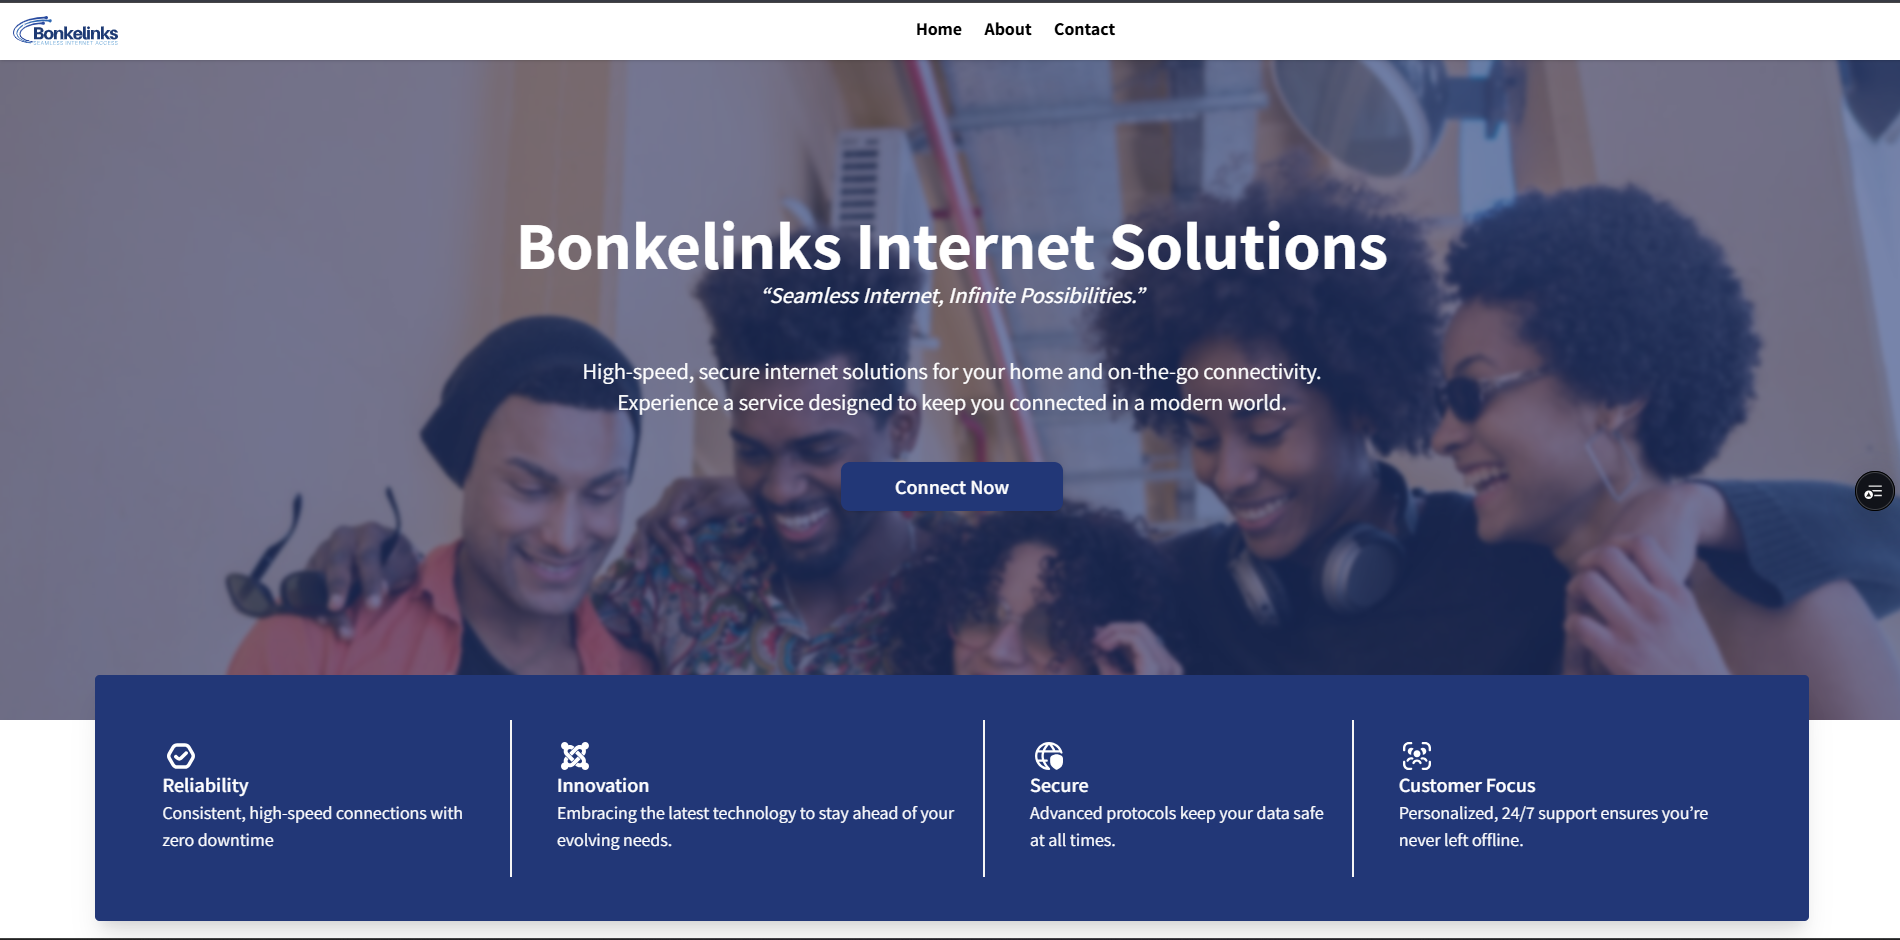 Bonkelinks
SEAMLESS INTERNET ACCESS
Home About Contact
Bonkelinks Internet Solutions
“Seamless Internet, Infinite Possibilities.”
High-speed, secure internet solutions for your home and on-the-go connectivity.
Experience a service designed to keep you connected in a modern world.
Connect Now
Reliability
Consistent, high-speed connections with
zero downtime
Innovation
Embracing the latest technology to stay ahead of your
evolving needs.
Secure
Advanced protocols keep your data safe
at all times.
Customer Focus
Personalized, 24/7 support ensures you’re
never left offline.